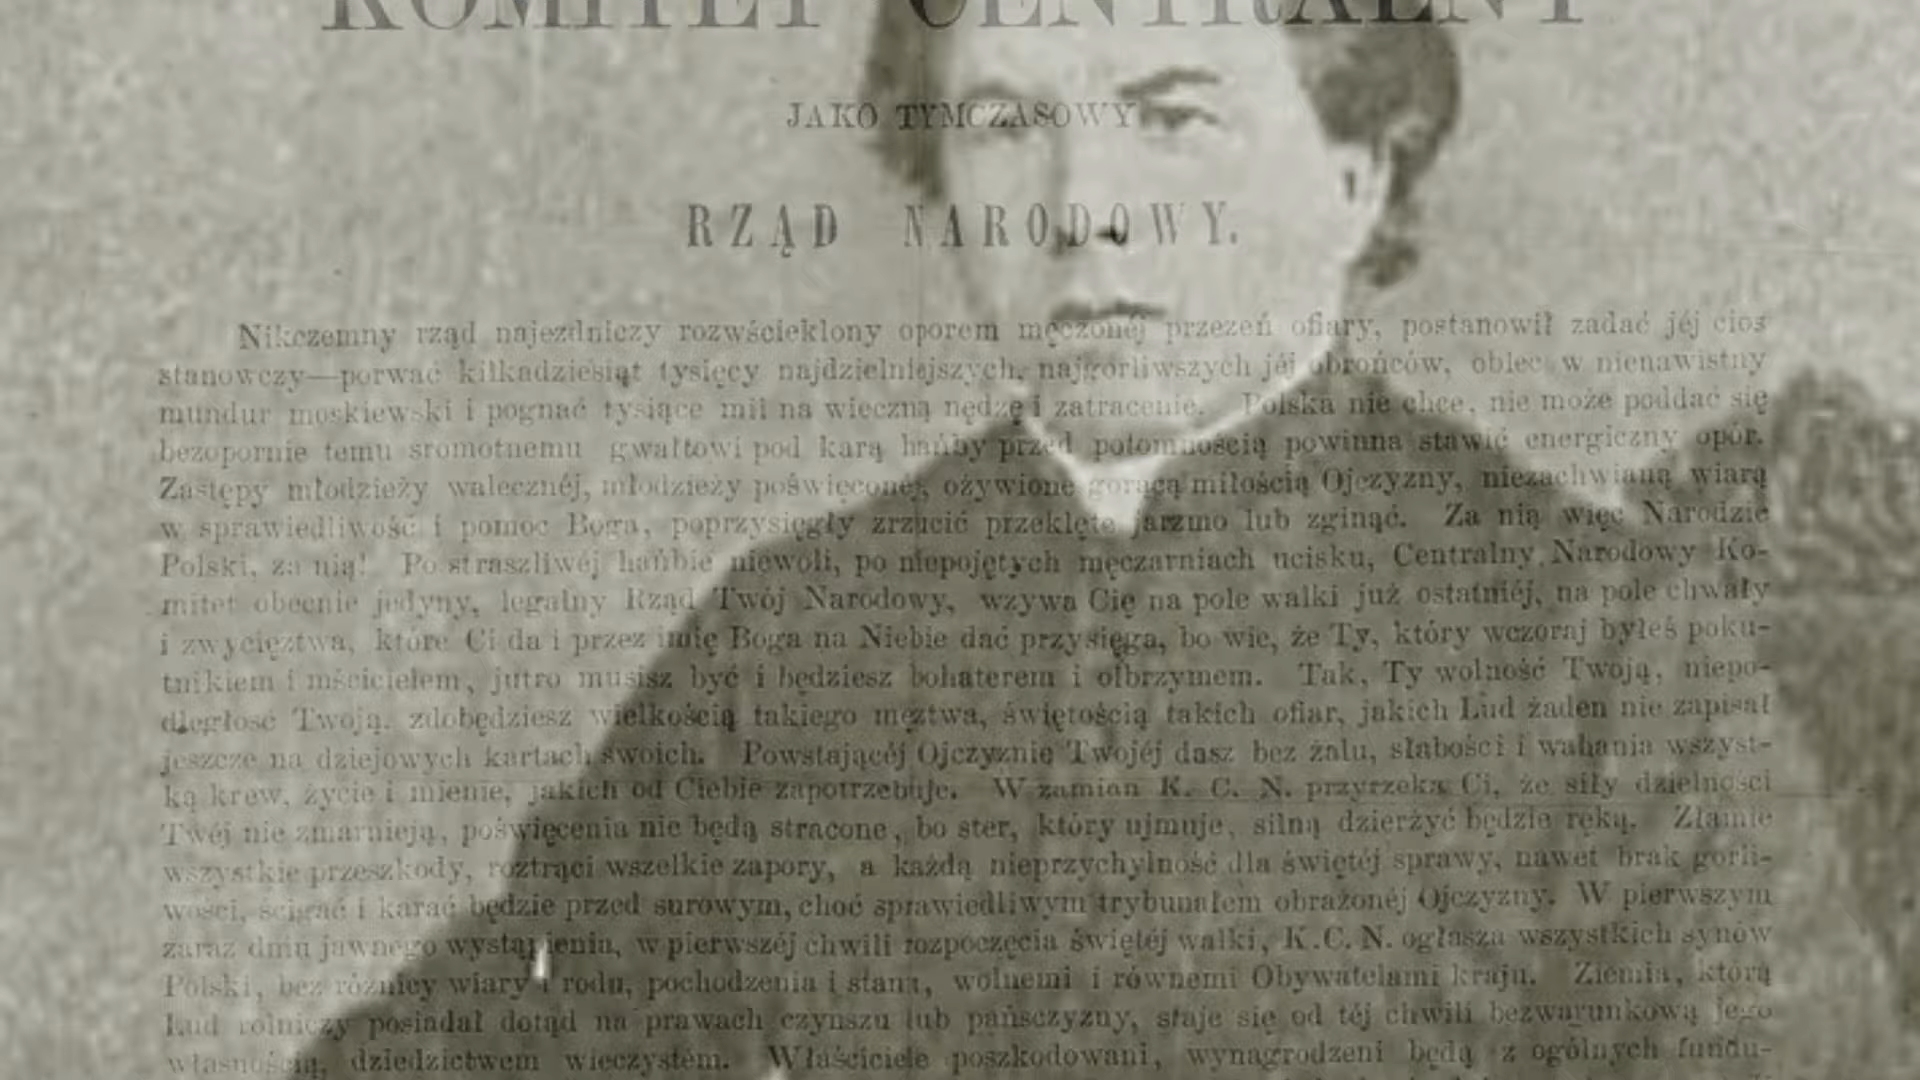 KOMITET CENTRALNY
JAKO TYMCZASOWY
RZĄD NARODOWY.
Nikczemny rząd najezdniczy rozwścieklony oporem męczonéj przezeń ofiary, postanowił zadać jéj cios
stanowczy—porwać kilkadziesiąt tysięcy najdzielniejszych, najgorliwszych jéj obrońców, oblec w nienawistny
mundur moskiewski i pognać tysiące mil na wieczną nędzę i zatracenie. Polska nie chce, nie może poddać się
bezopornie temu sromotnemu gwałtowi pod karą hańby przed potomnością powinna stawić energiczny opór.
Zastępy młodzieży walecznéj, młodzieży poświęconéj, ożywione gorącą miłością Ojczyzny, niezachwianą wiarą
w sprawiedliwość i pomoc Boga, poprzysięgły zrzucić przeklęte jarzmo lub zginąć. Za nią więc Narodzie
Polski, za nią! Po straszliwéj hańbie niewoli, po niepojętych męczarniach ucisku, Centralny Narodowy Ko-
mitet obecnie jedyny, legalny Rząd Twój Narodowy, wzywa Cię na pole walki już ostatniéj, na pole chwały
i zwycięztwa, które Ci da i przez imię Boga na Niebie dać przysięga, bo wie, że Ty, który wczoraj byłeś poku-
tnikiem i mścicielem, jutro musisz być i będziesz bohaterem i olbrzymem. Tak, Ty wolność Twoją, niepo-
dległość Twoją, zdobędziesz wielkością takiego męztwa, świętością takich ofiar, jakich Lud żaden nie zapisał
jeszcze na dziejowych kartach swoich. Powstającéj Ojczyznie Twojéj dasz bez żalu, słabości i wahania wszyst-
ką krew, życie i mienie, jakich od Ciebie zapotrzebuje. W zamian K. C. N. przyrzeka Ci, że siły dzielności
Twéj nie zmarnieją, poświęcenia nie będą stracone, bo ster, który ujmuje, silną dzierżyć będzie ręką. Złamie
wszystkie przeszkody, roztrąci wszelkie zapory, a każdą nieprzychylność dla świętéj sprawy, nawet brak gorli-
wości, ścigać i karać będzie przed surowym, choć sprawiedliwym trybunałem obrażonéj Ojczyzny. W pierwszym
zaraz dniu jawnego wystąpienia, w pierwszéj chwili rozpoczęcia świętéj walki, K.C.N. ogłasza wszystkich synów
Polski, bez różnicy wiary i rodu, pochodzenia i stanu, wolnemi i równemi Obywatelami kraju. Ziemia, którą
Lud rolniczy posiadał dotąd na prawach czynszu lub pańszczyzny, staje się od téj chwili bezwarunkową jego
własnością, dziedzictwem wieczystém. Właściciele poszkodowani, wynagrodzeni będą z ogólnych fundu-